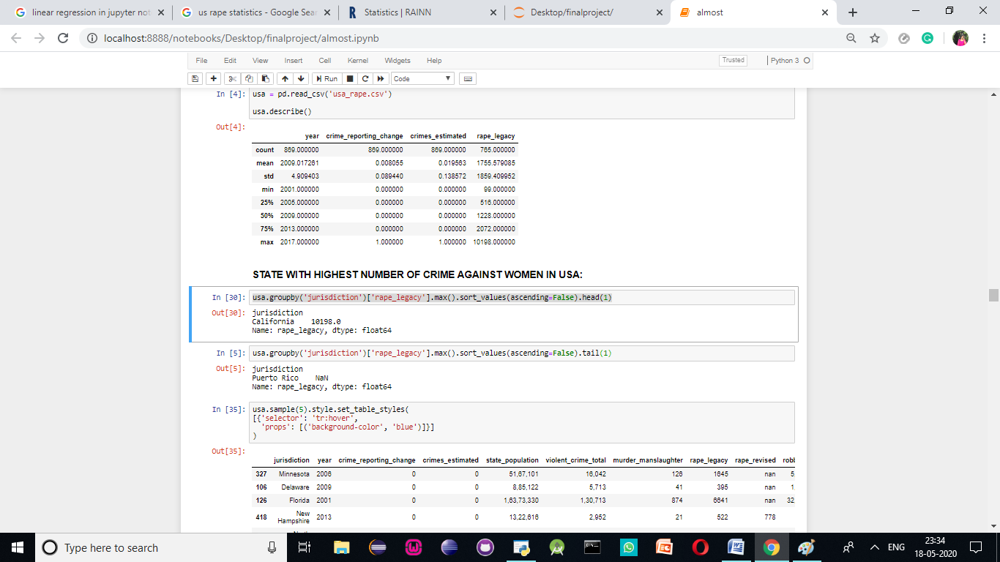 linear regression in jupyter not
us rape statistics - Google Sear
Statistics | RAINN
Desktop/finalproject/
almost
localhost:8888/notebooks/Desktop/finalproject/almost.ipynb
File Edit View Insert Cell Kernel Widgets Help Trusted Python 3
Run Code
In [4]: usa = pd.read_csv('usa_rape.csv')
usa.describe()
Out[4]:
year crime_reporting_change crimes_estimated rape_legacy
count 869.000000 869.000000 869.000000 765.000000
mean 2009.017261 0.008055 0.019563 1755.579085
std 4.909403 0.089440 0.138572 1859.409952
min 2001.000000 0.000000 0.000000 99.000000
25% 2005.000000 0.000000 0.000000 516.000000
50% 2009.000000 0.000000 0.000000 1228.000000
75% 2013.000000 0.000000 0.000000 2072.000000
max 2017.000000 1.000000 1.000000 10198.000000
STATE WITH HIGHEST NUMBER OF CRIME AGAINST WOMEN IN USA:
In [30]: usa.groupby('jurisdiction')['rape_legacy'].max().sort_values(ascending=False).head(1)
Out[30]: jurisdiction
California 10198.0
Name: rape_legacy, dtype: float64
In [5]: usa.groupby('jurisdiction')['rape_legacy'].max().sort_values(ascending=False).tail(1)
Out[5]: jurisdiction
Puerto Rico NaN
Name: rape_legacy, dtype: float64
In [35]: usa.sample(5).style.set_table_styles(
[{'selector': 'tr:hover',
'props': [('background-color', 'blue')]}]
)
Out[35]:
jurisdiction year crime_reporting_change crimes_estimated state_population violent_crime_total murder_manslaughter rape_legacy rape_revised robb
327 Minnesota 2006 0 0 51,67,101 16,042 126 1645 nan 5,
106 Delaware 2009 0 0 8,85,122 5,713 41 395 nan 1
126 Florida 2001 0 0 1,63,73,330 1,30,713 874 6641 nan 32
418 New Hampshire 2013 0 0 13,22,616 2,952 21 522 778
Type here to search
ENG
23:34
18-05-2020